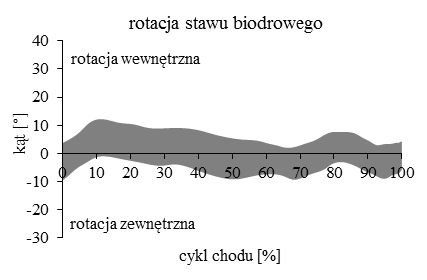 rotacja stawu biodrowego
40
rotacja wewnętrzna
30
20
10
0
0 10 20 30 40 50 60 70 80 90 100
-10
-20
rotacja zewnętrzna
-30
kąt [°]
cykl chodu [%]